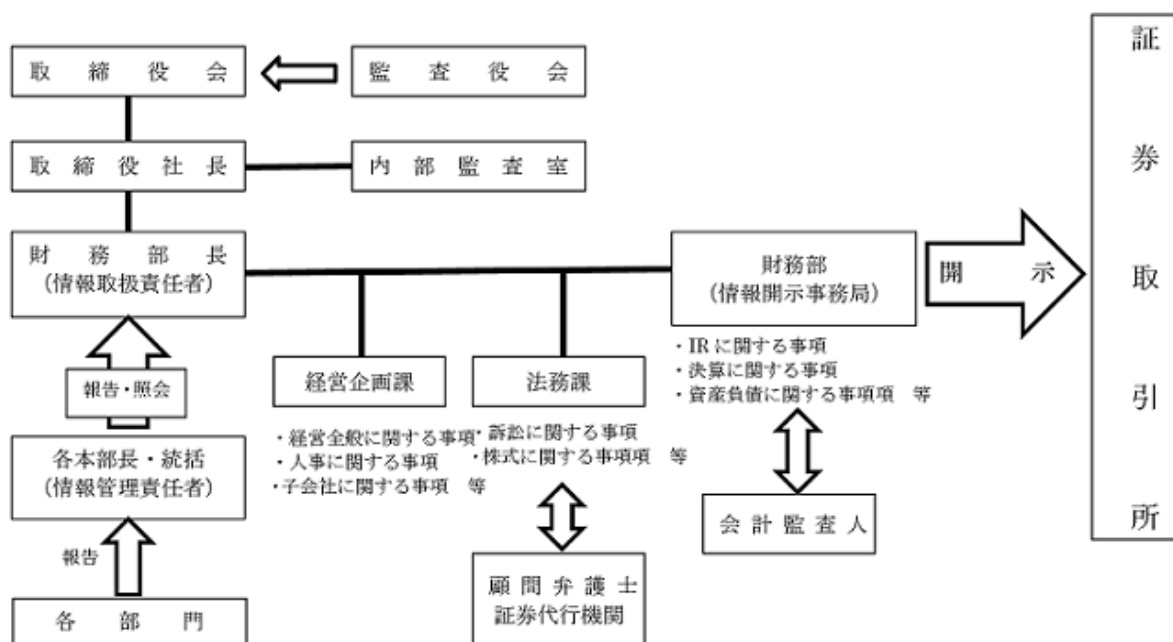 取締役会
監査役会
取締役社長
内部監査室
財務部長
(情報取扱責任者)
財務部
(情報開示事務局)
開示
証券取引所
・IRに関する事項
・決算に関する事項
・資産負債に関する事項項 等
報告・照会
経営企画課
法務課
・経営全般に関する事項
・人事に関する事項
・子会社に関する事項 等
・訴訟に関する事項
・株式に関する事項項 等
各本部長・統括
(情報管理責任者)
会計監査人
報告
顧問弁護士
証券代行機関
各部門